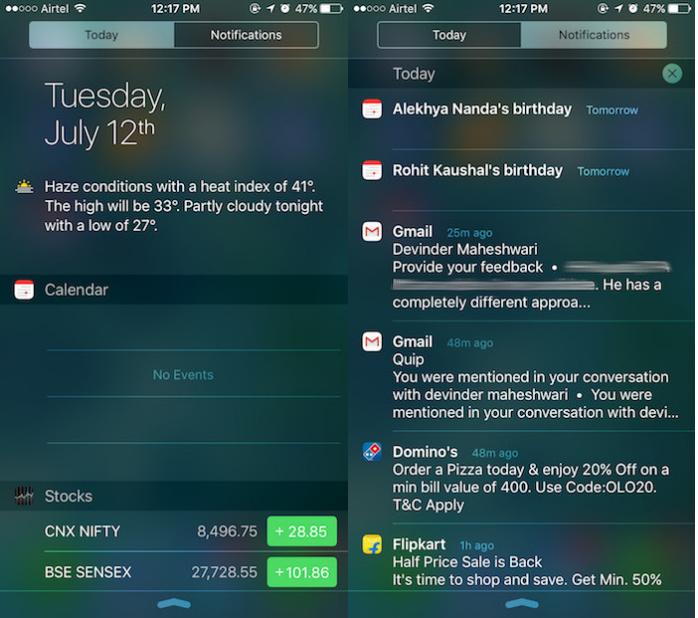 Airtel 12:17 PM 47%
Today Notifications
Tuesday,
July 12th
Haze conditions with a heat index of 41°.
The high will be 33°. Partly cloudy tonight
with a low of 27°.
Calendar
No Events
Stocks
CNX NIFTY 8,496.75 + 28.85
BSE SENSEX 27,728.55 +101.86
Airtel 12:17 PM 47%
Today Notifications
Today
Alekhya Nanda's birthday Tomorrow
Rohit Kaushal's birthday Tomorrow
Gmail 25m ago
Devinder Maheshwari
Provide your feedback •
. He has a
completely different approa...
Gmail 48m ago
Quip
You were mentioned in your conversation
with devinder maheshwari • You were
mentioned in your conversation with devi...
Domino's 48m ago
Order a Pizza today & enjoy 20% Off on a
min bill value of 400. Use Code:OLO20.
T&C Apply
Flipkart 1h ago
Half Price Sale is Back
It's time to shop and save. Get Min. 50%